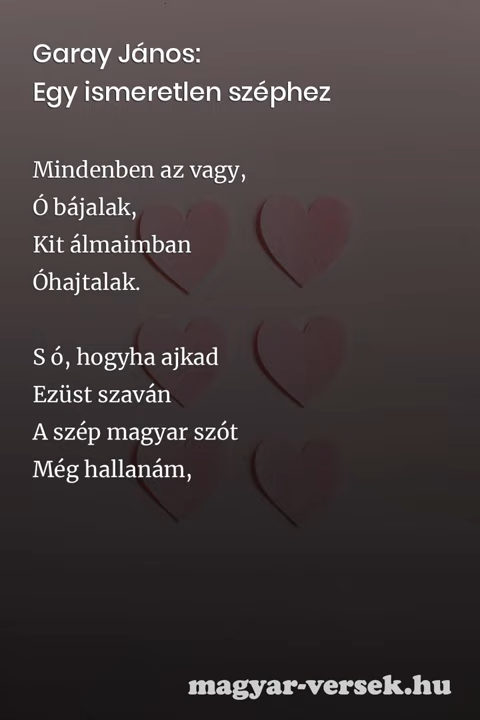 Garay János:
Egy ismeretlen széphez
Mindenben az vagy,
Ó bájalak,
Kit álmaimban
Óhajtalak.
S ó, hogyha ajkad
Ezüst szaván
A szép magyar szót
Még hallanám,
magyar-versek.hu